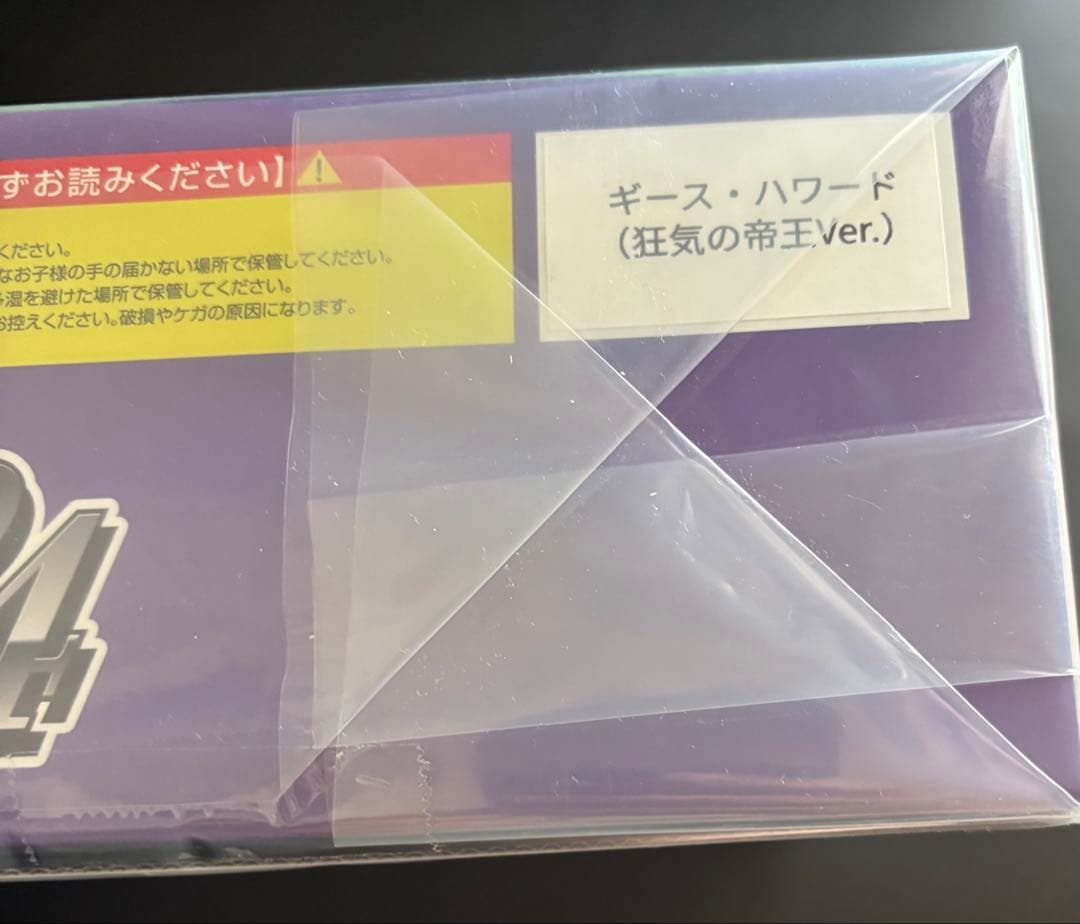 ずお読みください】
ください。
なお子様の手の届かない場所で保管してください。
多湿を避けた場所で保管してください。
お控えください。破損やケガの原因になります。
ギース・ハワード
（狂気の帝王Ver.）
4